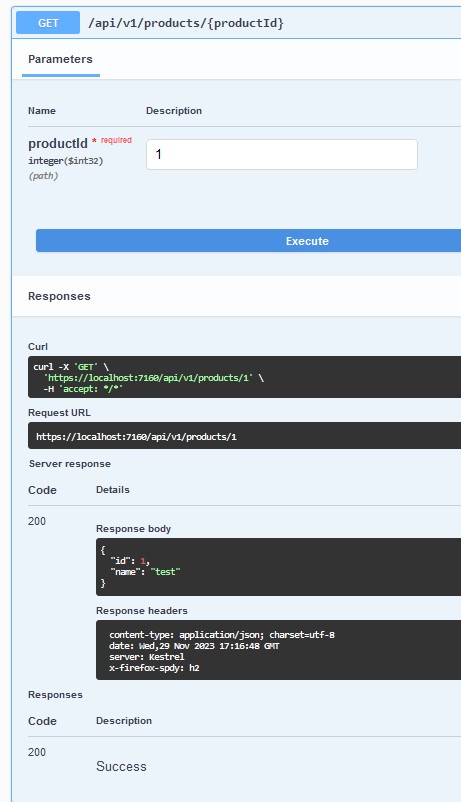 GET /api/v1/products/{productId}
Parameters
Name Description
productId * required
integer($int32)
(path)
1
Execute
Responses
Curl
curl -X 'GET' \
'https://localhost:7160/api/v1/products/1' \
-H 'accept: */*'
Request URL
https://localhost:7160/api/v1/products/1
Server response
Code Details
200
Response body
{
"id": 1,
"name": "test"
}
Response headers
content-type: application/json; charset=utf-8
date: Wed,29 Nov 2023 17:16:48 GMT
server: Kestrel
x-firefox-spdy: h2
Responses
Code Description
200
Success